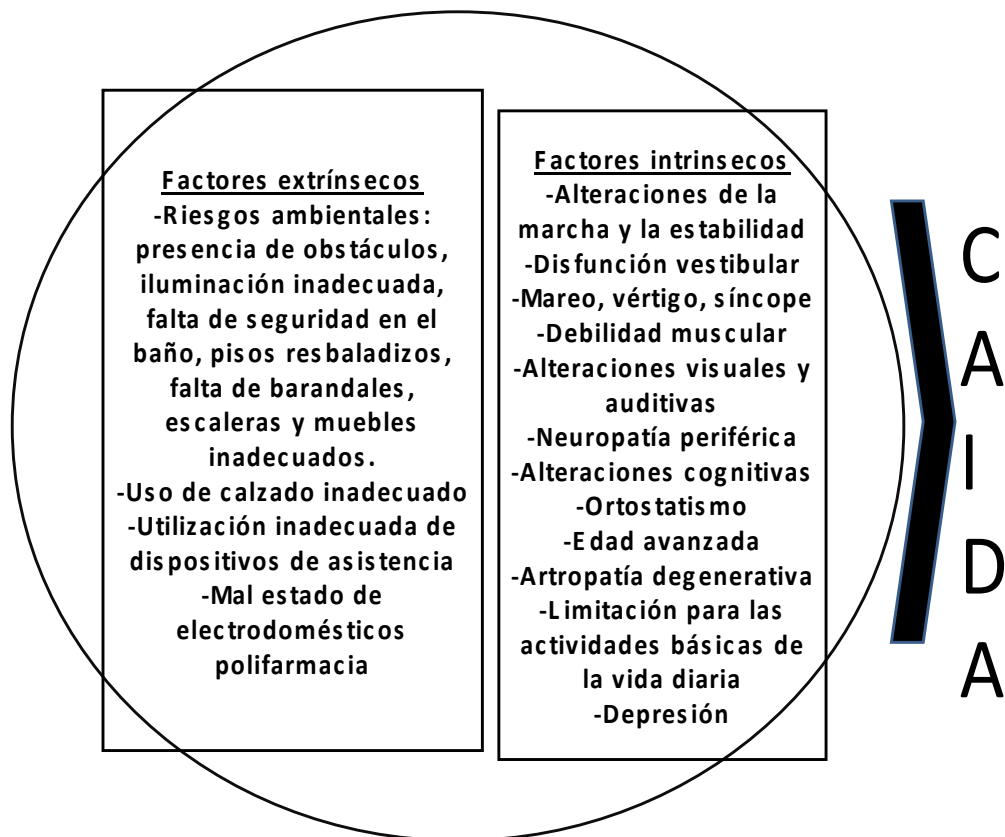 Factores extrínsecos
-Riesgos ambientales:
presencia de obstáculos,
iluminación inadecuada,
falta de seguridad en el
baño, pisos resbaladizos,
falta de barandales,
escaleras y muebles
inadecuados.
-Uso de calzado inadecuado
-Utilización inadecuada de
dispositivos de asistencia
-Mal estado de
electrodomésticos
polifarmacia
Factores intrinsecos
-Alteraciones de la
marcha y la estabilidad
-Disfunción vestibular
-Mareo, vértigo, síncope
-Debilidad muscular
-Alteraciones visuales y
auditivas
-Neuropatía periférica
-Alteraciones cognitivas
-Ortostatismo
-Edad avanzada
-Artropatía degenerativa
-Limitación para las
actividades básicas de
la vida diaria
-Depresión
C
A
I
D
A